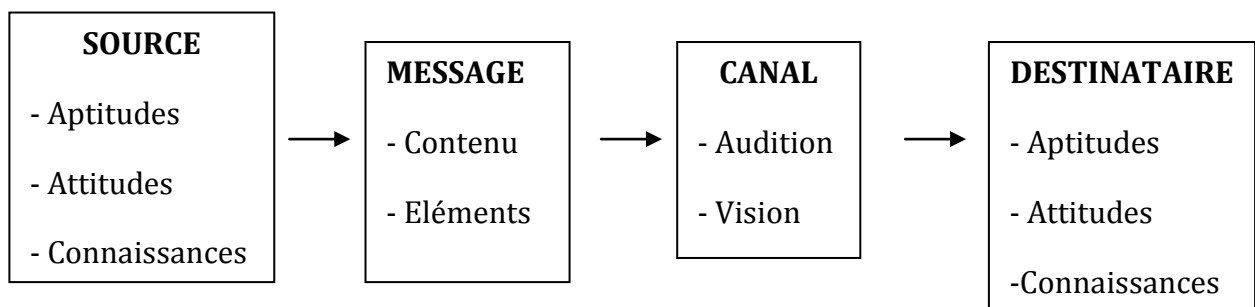 SOURCE
- Aptitudes
- Attitudes
- Connaissances
MESSAGE
- Contenu
- Eléments
CANAL
- Audition
- Vision
DESTINATAIRE
- Aptitudes
- Attitudes
-Connaissances